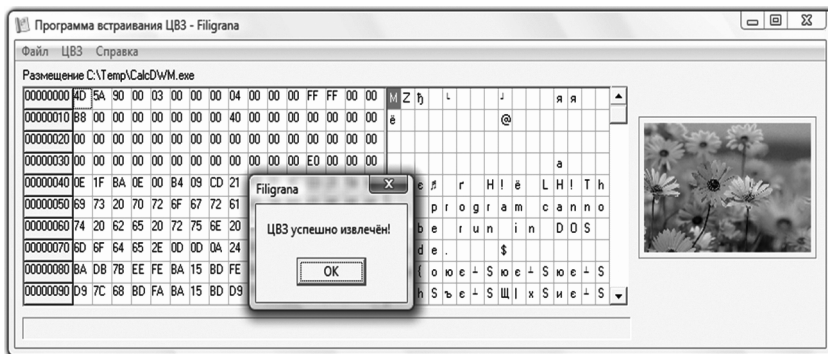 Программа встраивания ЦВЗ - Filigrana
Файл ЦВЗ Справка
Размещение C:\Temp\CalcDWM.exe
00000000 4D 5A 90 00 03 00 00 00 04 00 00 00 FF FF 00 00 M Z ђ └ ┘ я я
00000010 B8 00 00 00 00 00 00 00 40 00 00 00 00 00 00 00 ё @
00000020 00 00 00 00 00 00 00 00 00 00 00 00 00 00 00 00
00000030 00 00 00 00 00 00 00 00 00 00 00 00 E0 00 00 00 а
00000040 0E 1F BA 0E 00 B4 09 CD 21 є ґ Н ! ё L Н ! T h
00000050 69 73 20 70 72 6F 67 72 61 p r o g r a m c a n n o
00000060 74 20 62 65 20 72 75 6E 20 b e r u n i n D O S
00000070 6D 6F 64 65 2E 0D 0D 0A 24 d e . $
00000080 BA DB 7B EE FE BA 15 BD FE { о ю є ┴ S ю є ┴ S ю є ┴ S
00000090 D9 7C 68 BD FA BA 15 BD D9 h S ъ є ┴ S Щ | x S и є ┴ S
Filigrana
ЦВЗ успешно извлечён!
OK